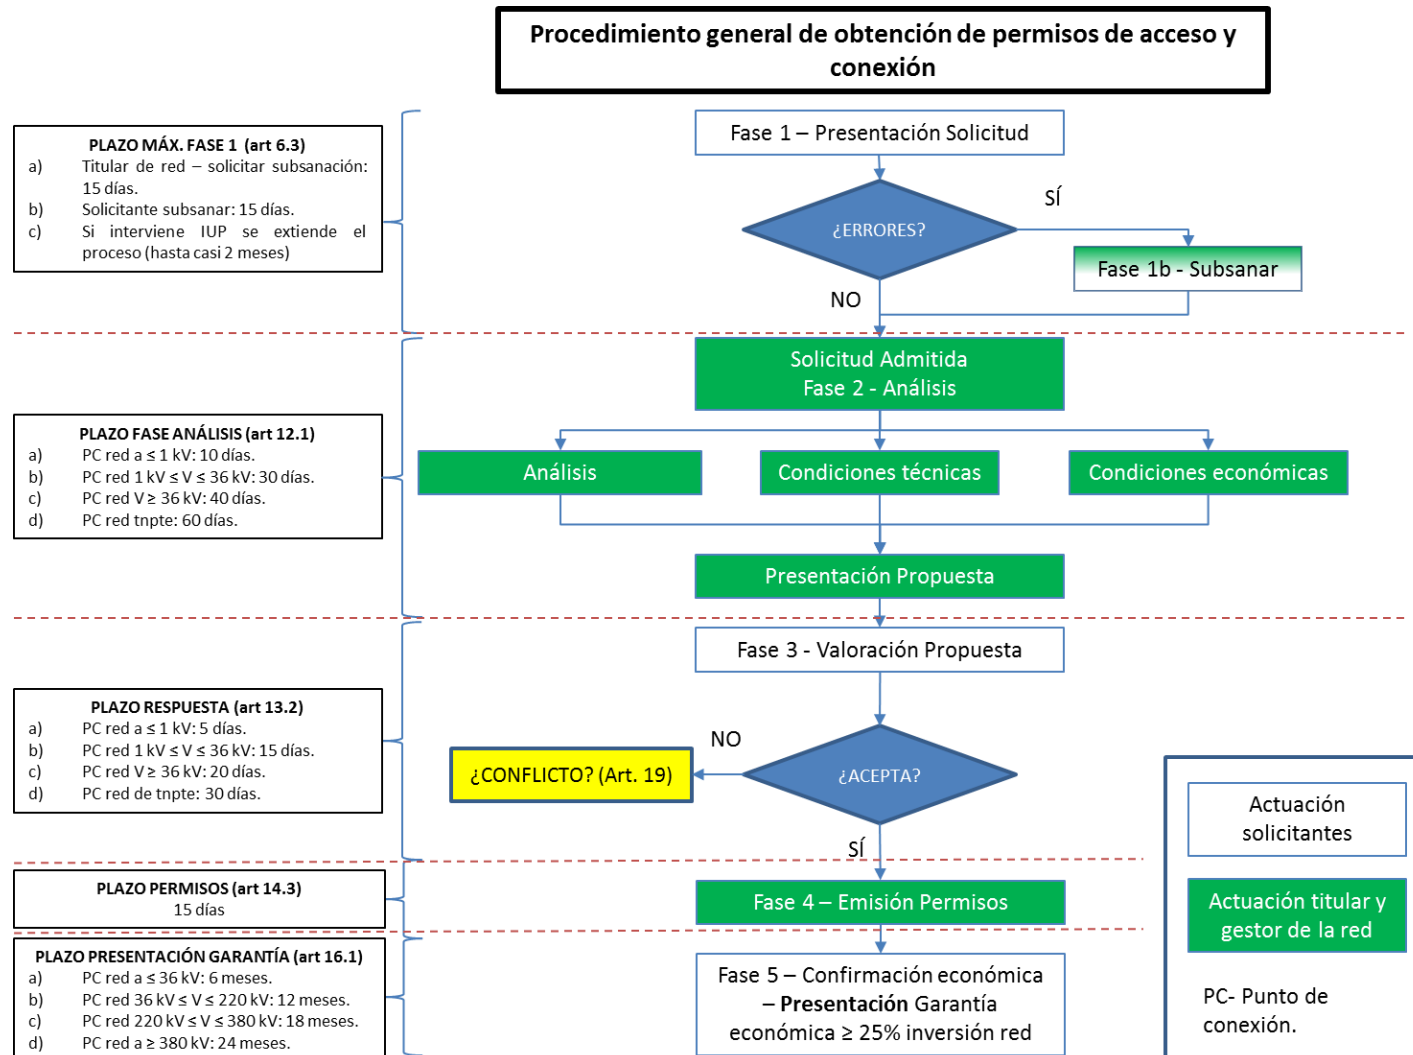 Procedimiento general de obtención de permisos de acceso y
conexión
PLAZO MÁX. FASE 1 (art 6.3)
a) Titular de red – solicitar subsanación:
15 días.
b) Solicitante subsanar: 15 días.
c) Si interviene IUP se extiende el
proceso (hasta casi 2 meses)
Fase 1 – Presentación Solicitud
¿ERRORES?
SÍ
Fase 1b - Subsanar
NO
Solicitud Admitida
Fase 2 - Análisis
PLAZO FASE ANÁLISIS (art 12.1)
a) PC red a ≤ 1 kV: 10 días.
b) PC red 1 kV ≤ V ≤ 36 kV: 30 días.
c) PC red V ≥ 36 kV: 40 días.
d) PC red tnpte: 60 días.
Análisis
Condiciones técnicas
Condiciones económicas
Presentación Propuesta
Fase 3 - Valoración Propuesta
PLAZO RESPUESTA (art 13.2)
a) PC red a ≤ 1 kV: 5 días.
b) PC red 1 kV ≤ V ≤ 36 kV: 15 días.
c) PC red V ≥ 36 kV: 20 días.
d) PC red de tnpte: 30 días.
¿ACEPTA?
NO
¿CONFLICTO? (Art. 19)
SÍ
PLAZO PERMISOS (art 14.3)
15 días
Fase 4 – Emisión Permisos
PLAZO PRESENTACIÓN GARANTÍA (art 16.1)
a) PC red a ≤ 36 kV: 6 meses.
b) PC red 36 kV ≤ V ≤ 220 kV: 12 meses.
c) PC red 220 kV ≤ V ≤ 380 kV: 18 meses.
d) PC red a ≥ 380 kV: 24 meses.
Fase 5 – Confirmación económica
– Presentación Garantía
económica ≥ 25% inversión red
Actuación
solicitantes
Actuación titular y
gestor de la red
PC- Punto de
conexión.